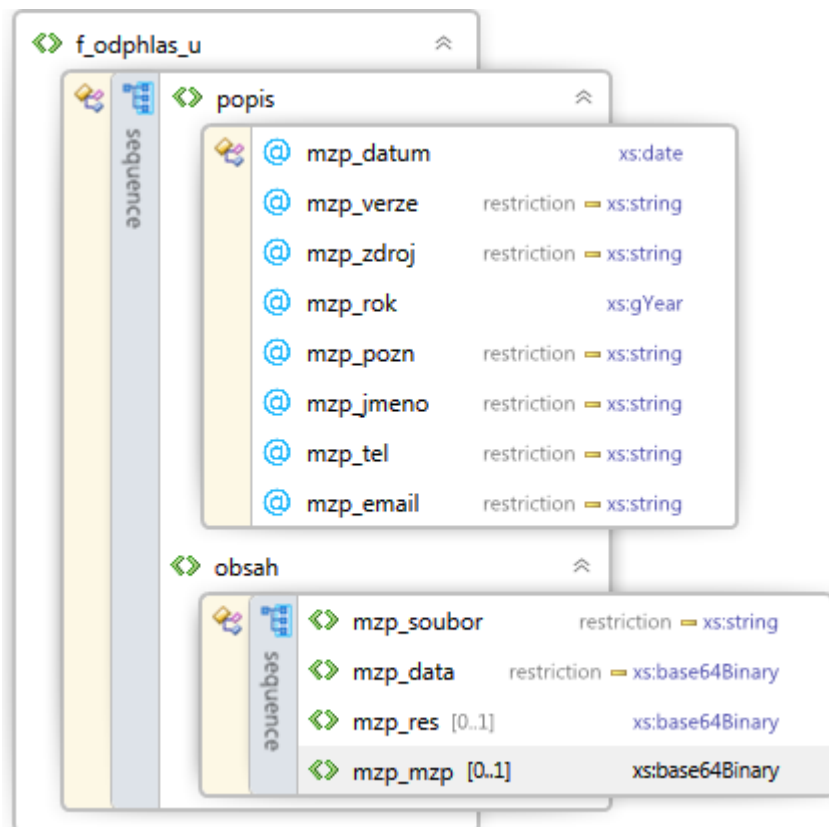 f_odphlas_u
sequence
popis
@ mzp_datum xs:date
@ mzp_verze restriction xs:string
@ mzp_zdroj restriction xs:string
@ mzp_rok xs:gYear
@ mzp_pozn restriction xs:string
@ mzp_jmeno restriction xs:string
@ mzp_tel restriction xs:string
@ mzp_email restriction xs:string
obsah
sequence
mzp_soubor restriction xs:string
mzp_data restriction xs:base64Binary
mzp_res [0..1] xs:base64Binary
mzp_mzp [0..1] xs:base64Binary